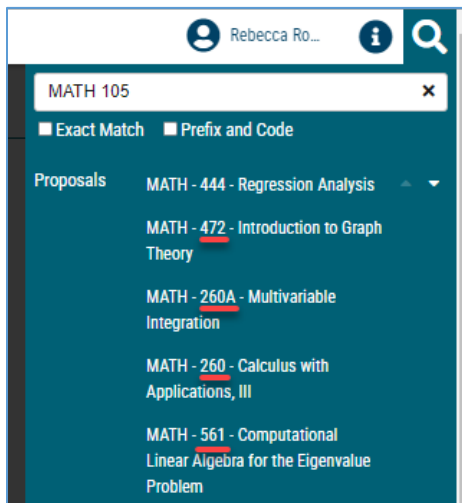 Rebecca Ro...
MATH 105
Exact Match Prefix and Code
Proposals MATH - 444 - Regression Analysis
MATH - 472 - Introduction to Graph
Theory
MATH - 260A - Multivariable
Integration
MATH - 260 - Calculus with
Applications, III
MATH - 561 - Computational
Linear Algebra for the Eigenvalue
Problem